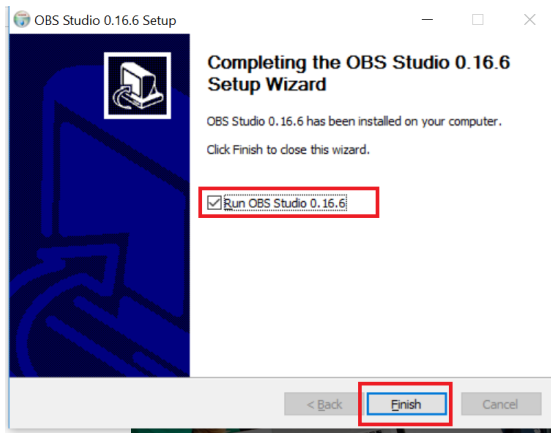 OBS Studio 0.16.6 Setup
Completing the OBS Studio 0.16.6
Setup Wizard
OBS Studio 0.16.6 has been installed on your computer.
Click Finish to close this wizard.
Run OBS Studio 0.16.6
< Back
Finish
Cancel